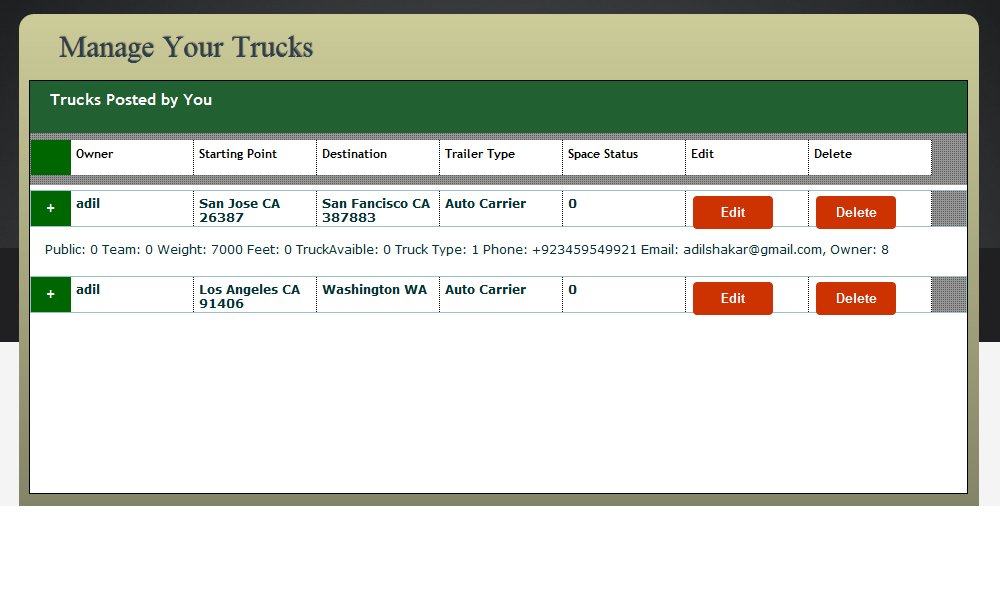 Manage Your Trucks
Trucks Posted by You
Owner Starting Point Destination Trailer Type Space Status Edit Delete
+ adil San Jose CA 26387 San Fancisco CA 387883 Auto Carrier 0 Edit Delete
Public: 0 Team: 0 Weight: 7000 Feet: 0 TruckAvaible: 0 Truck Type: 1 Phone: +923459549921 Email: adilshakar@gmail.com, Owner: 8
+ adil Los Angeles CA 91406 Washington WA Auto Carrier 0 Edit Delete